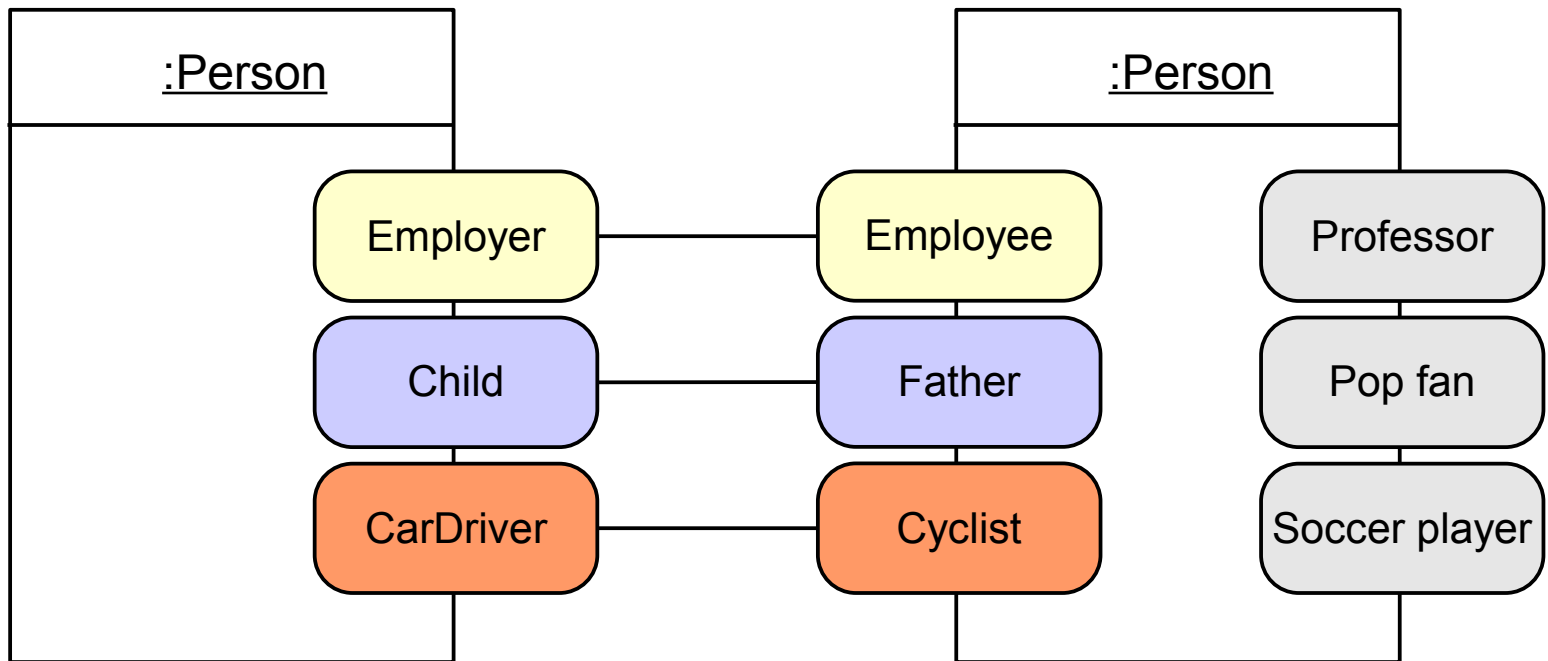 :Person
:Person
Employer
Employee
Professor
Child
Father
Pop fan
CarDriver
Cyclist
Soccer player